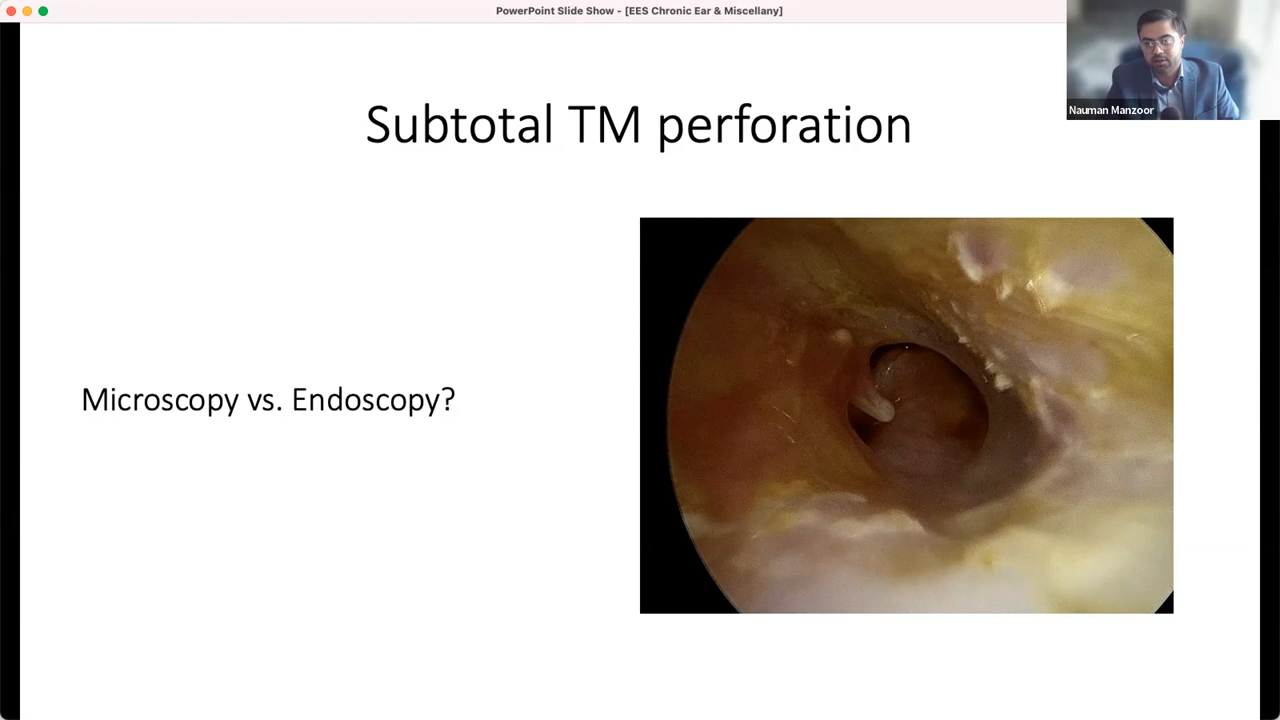 PowerPoint Slide Show - [EES Chronic Ear & Miscellany]
Nauman Manzoor
Subtotal TM perforation
Microscopy vs. Endoscopy?